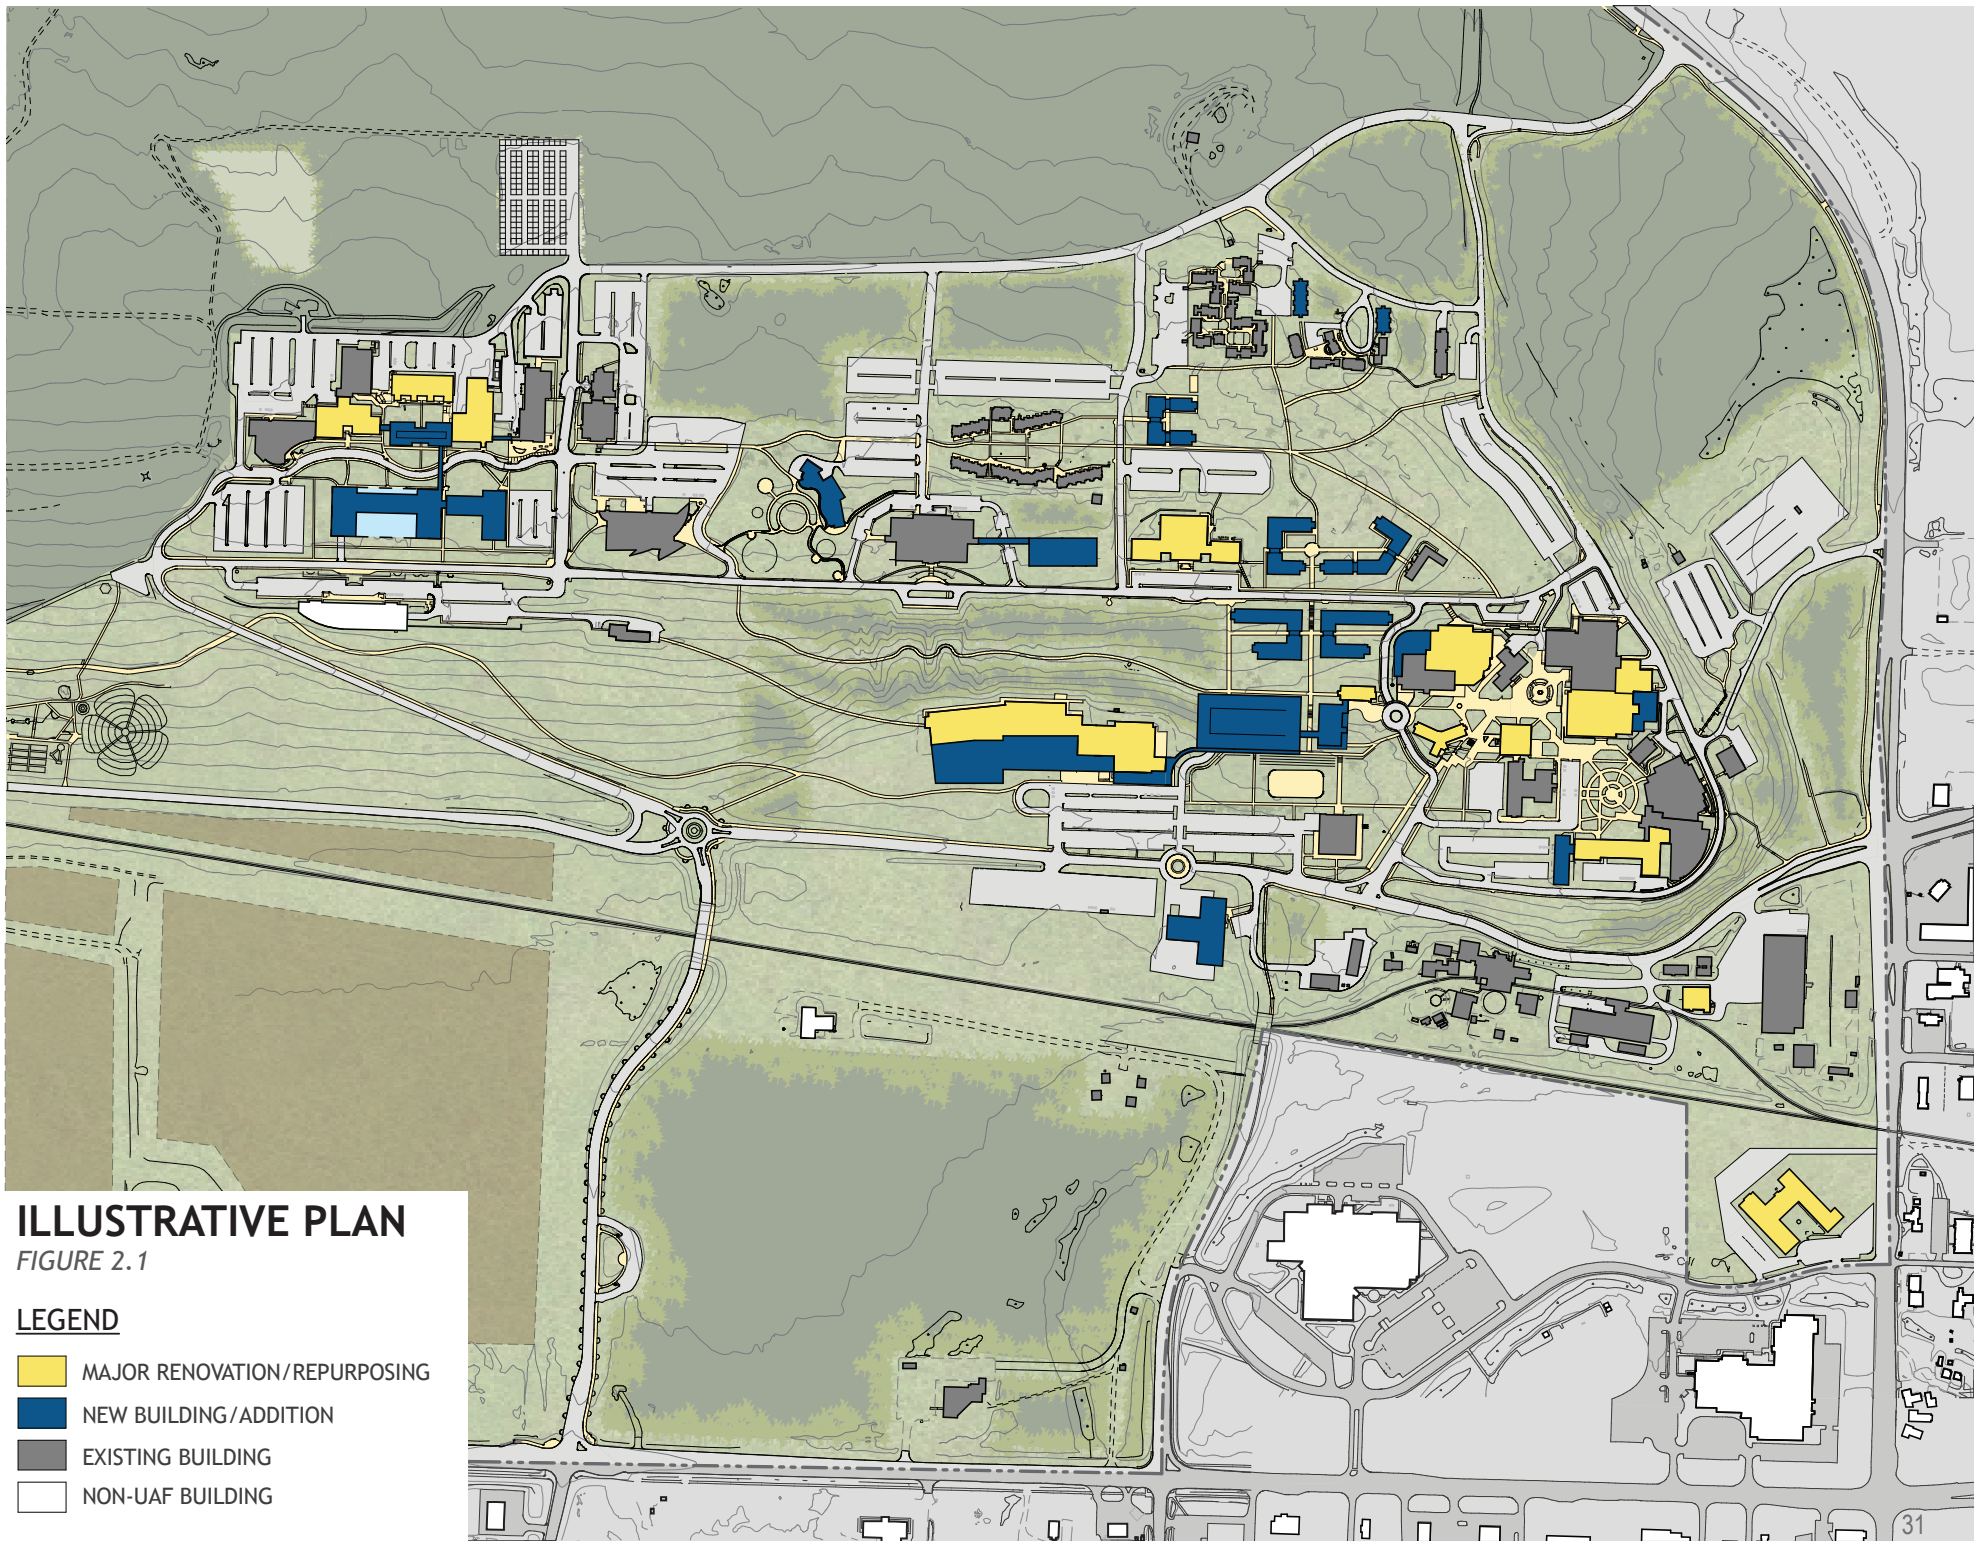 ILLUSTRATIVE PLAN
FIGURE 2.1
LEGEND
MAJOR RENOVATION/REPURPOSING
NEW BUILDING/ADDITION
EXISTING BUILDING
NON-UAF BUILDING
31